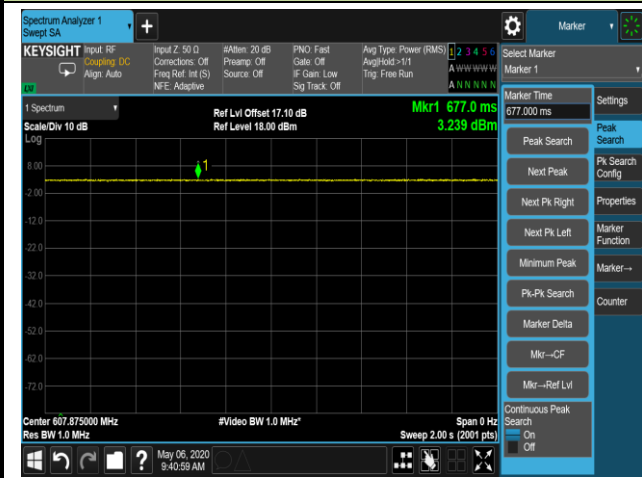 Spectrum Analyzer 1
Swept SA
Marker
KEYSIGHT
Input: RF
Coupling: DC
Align: Auto
Input Z: 50 Ω
Corrections: Off
Freq Ref: Int (S)
NFE: Adaptive
#Atten: 20 dB
Preamp: Off
Source: Off
PNO: Fast
Gate: Off
IF Gain: Low
Sig Track: Off
Avg Type: Power (RMS)
Avg|Hold:>1/1
Trig: Free Run
1 2 3 4 5 6
A W W W W W
A N N N N N
Select Marker
Marker 1
LXI
1 Spectrum
Scale/Div 10 dB
Log
Ref Lvl Offset 17.10 dB
Ref Level 18.00 dBm
Mkr1 677.0 ms
3.239 dBm
1
8.00
-2.00
-12.0
-22.0
-32.0
-42.0
-52.0
-62.0
-72.0
Center 607.875000 MHz
Res BW 1.0 MHz
#Video BW 1.0 MHz*
Span 0 Hz
Sweep 2.00 s (2001 pts)
Marker Time
677.000 ms
Peak Search
Next Peak
Next Pk Right
Next Pk Left
Minimum Peak
Pk-Pk Search
Marker Delta
Mkr→CF
Mkr→Ref Lvl
Continuous Peak
Search
On
Off
Settings
Peak
Search
Pk Search
Config
Properties
Marker
Function
Marker→
Counter
May 06, 2020
9:40:59 AM